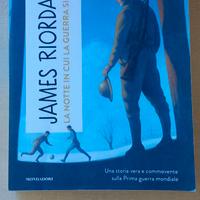 JAMES RIORDA
LA NOTTE IN CUI LA GUERRA SI
MONDADORI
Una storia vera e commovente
sulla Prima guerra mondiale